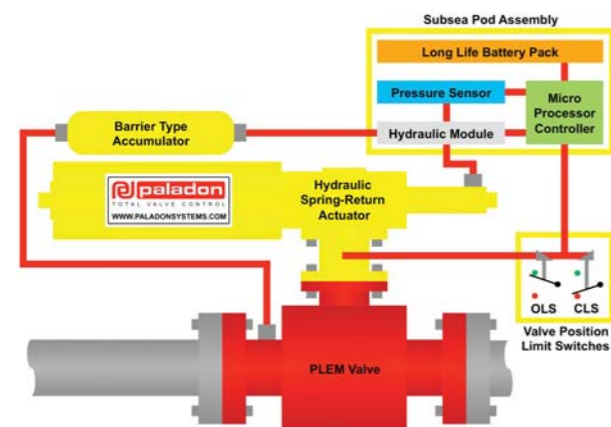 Subsea Pod Assembly
Long Life Battery Pack
Pressure Sensor
Micro
Processor
Controller
Hydraulic Module
Barrier Type
Accumulator
paladon
TOTAL VALVE CONTROL
WWW.PALADONSYSTEMS.COM
Hydraulic
Spring-Return
Actuator
OLS
CLS
Valve Position
Limit Switches
PLEM Valve